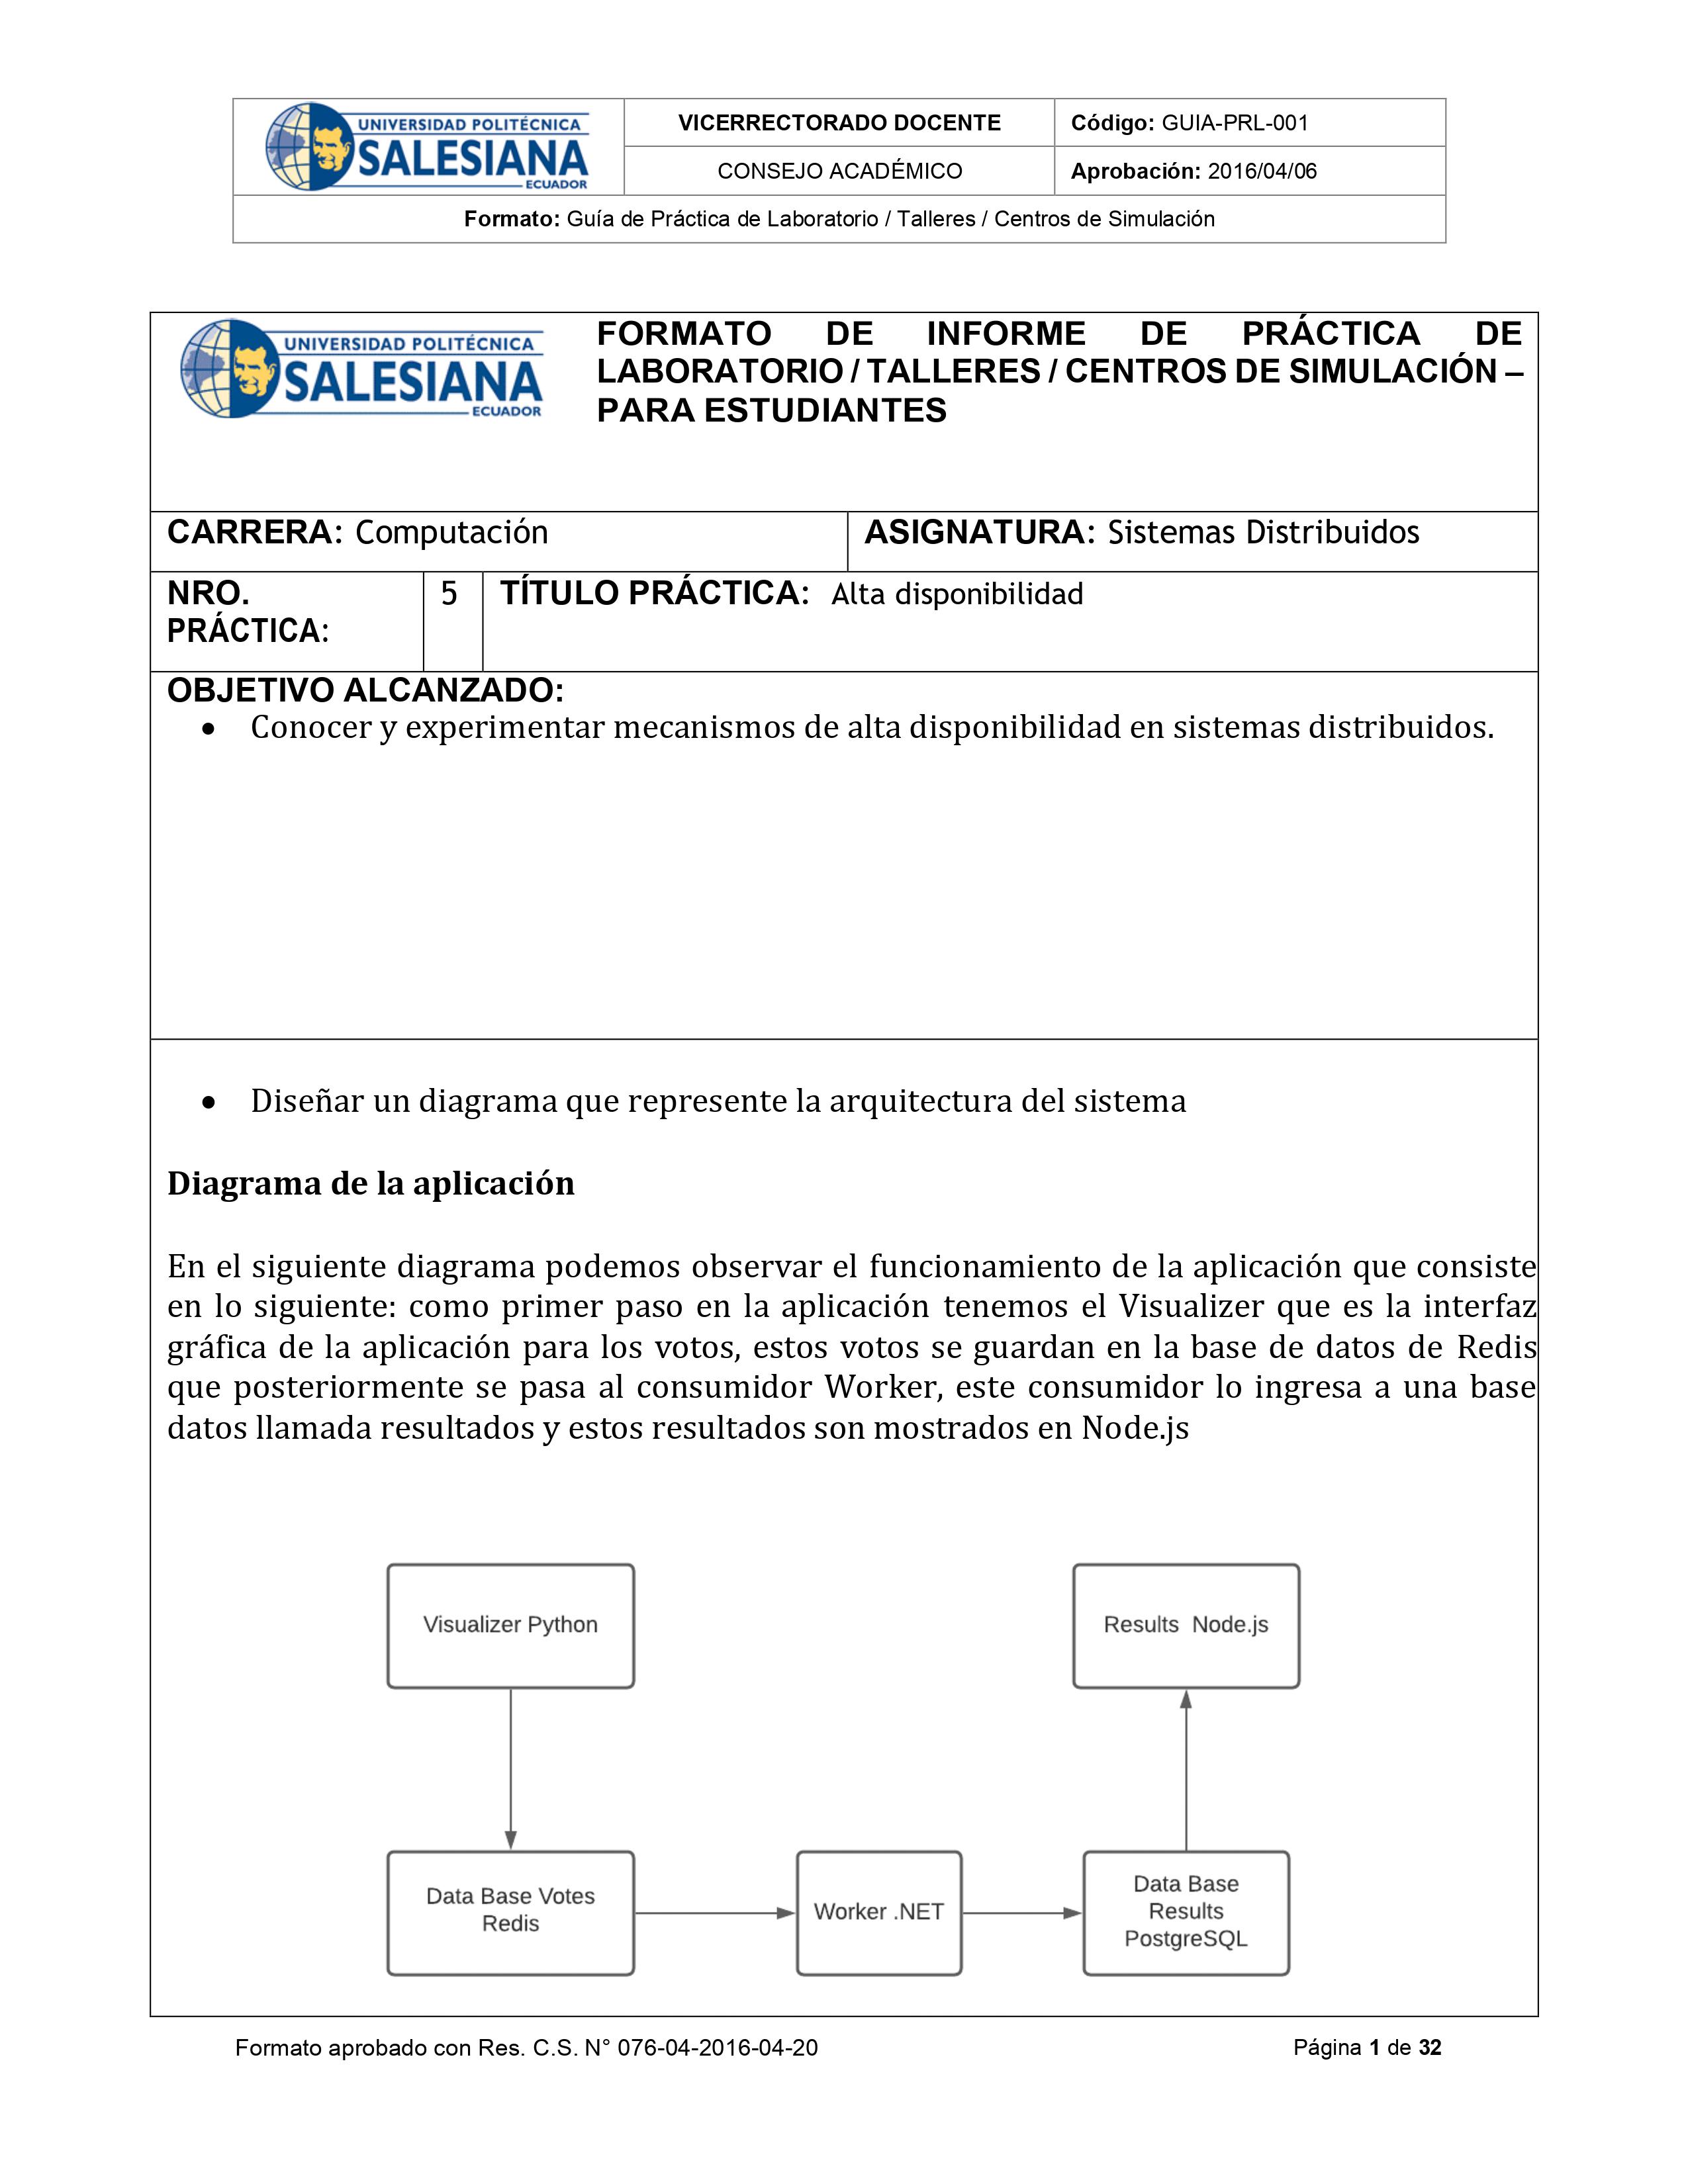 UNIVERSIDAD POLITÉCNICA
SALESIANA
ECUADOR
VICERRECTORADO DOCENTE
Código: GUIA-PRL-001
CONSEJO ACADÉMICO
Aprobación: 2016/04/06
Formato: Guía de Práctica de Laboratorio / Talleres / Centros de Simulación
UNIVERSIDAD POLITÉCNICA
SALESIANA
ECUADOR
FORMATO DE INFORME DE PRÁCTICA DE
LABORATORIO / TALLERES / CENTROS DE SIMULACIÓN –
PARA ESTUDIANTES
CARRERA: Computación
ASIGNATURA: Sistemas Distribuidos
NRO.
PRÁCTICA:
5
TÍTULO PRÁCTICA: Alta disponibilidad
OBJETIVO ALCANZADO:
• Conocer y experimentar mecanismos de alta disponibilidad en sistemas distribuidos.
• Diseñar un diagrama que represente la arquitectura del sistema
Diagrama de la aplicación
En el siguiente diagrama podemos observar el funcionamiento de la aplicación que consiste
en lo siguiente: como primer paso en la aplicación tenemos el Visualizer que es la interfaz
gráfica de la aplicación para los votos, estos votos se guardan en la base de datos de Redis
que posteriormente se pasa al consumidor Worker, este consumidor lo ingresa a una base
datos llamada resultados y estos resultados son mostrados en Node.js
Visualizer Python
Results Node.js
Data Base Votes
Redis
Worker .NET
Data Base
Results
PostgreSQL
Formato aprobado con Res. C.S. N° 076-04-2016-04-20
Página 1 de 32